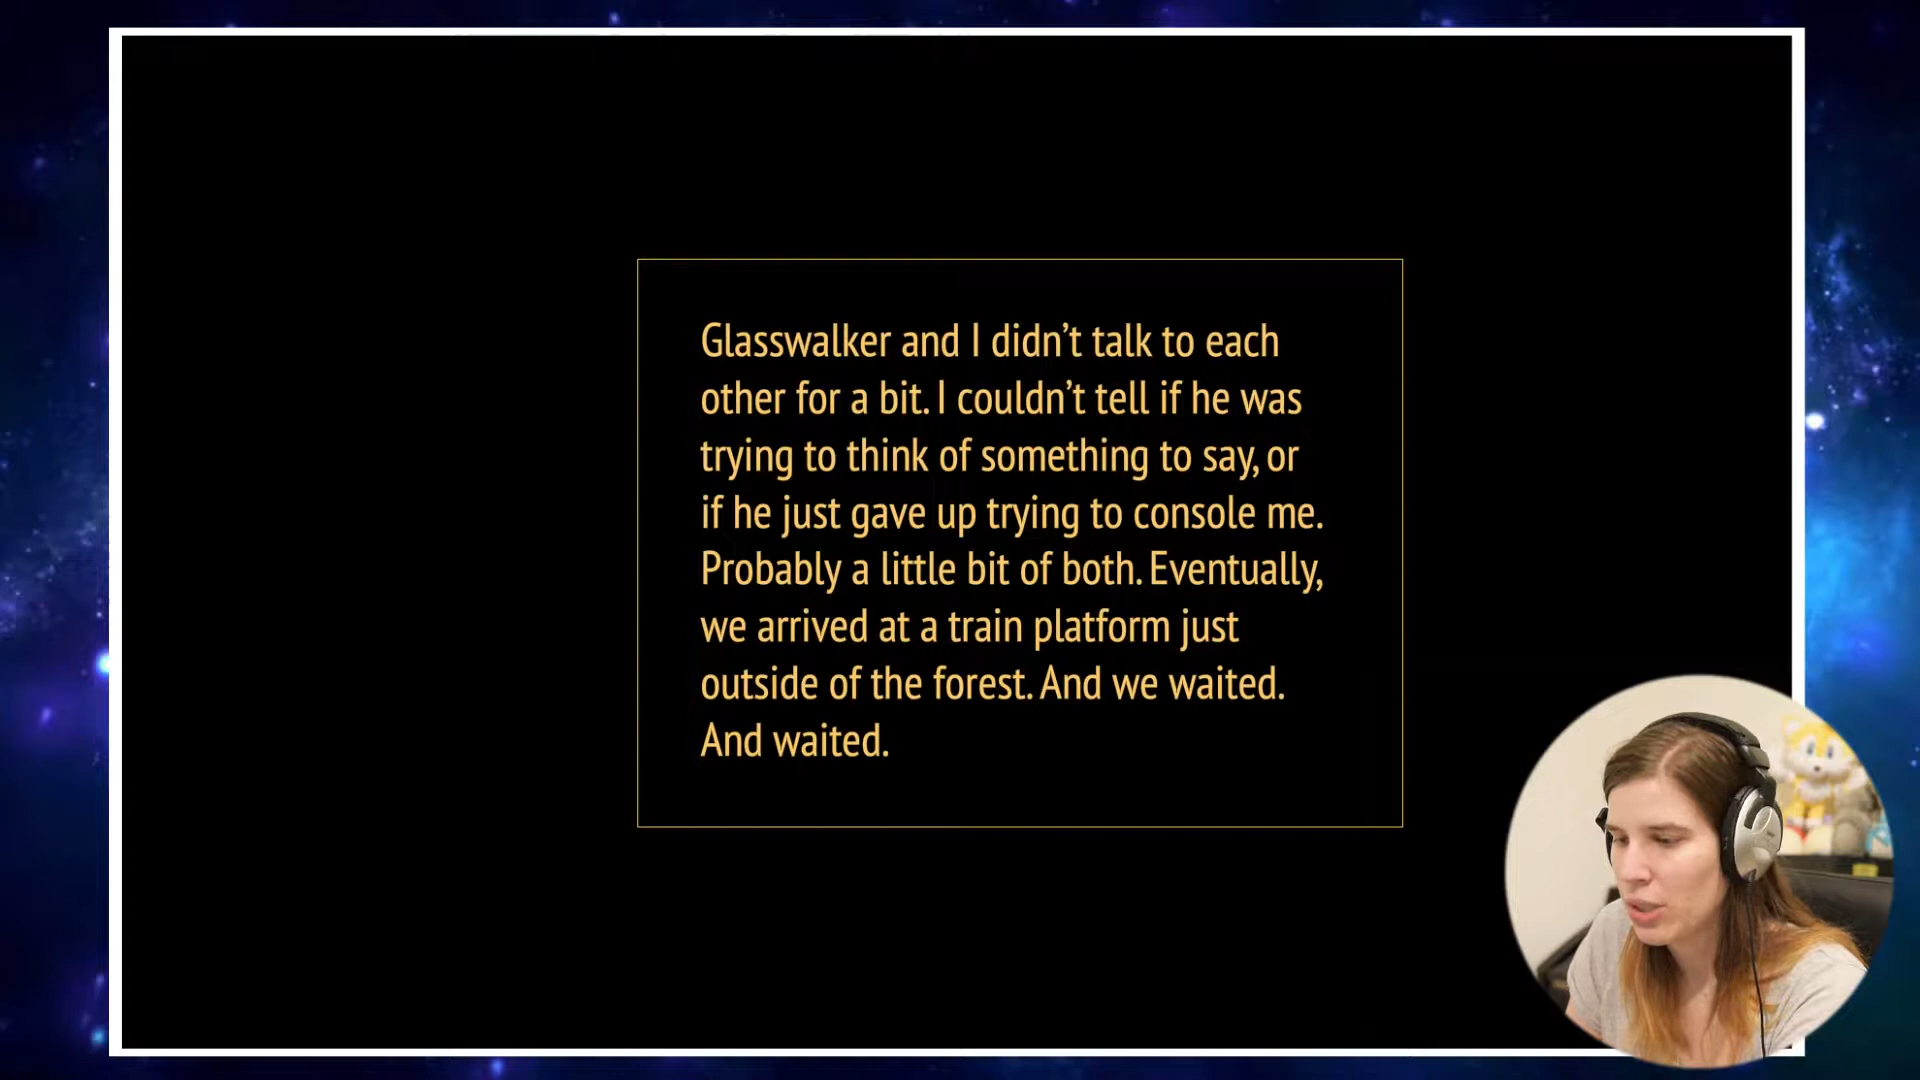 Glasswalker and I didn’t talk to each
other for a bit. I couldn’t tell if he was
trying to think of something to say, or
if he just gave up trying to console me.
Probably a little bit of both. Eventually,
we arrived at a train platform just
outside of the forest. And we waited.
And waited.